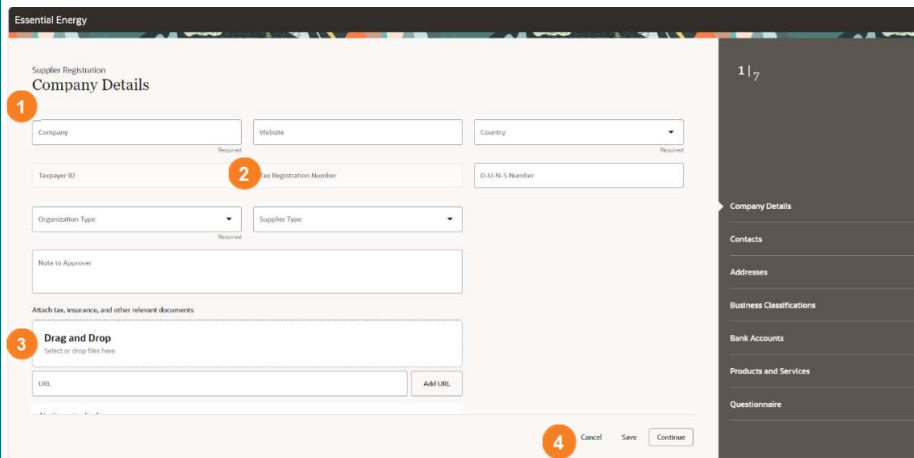 Essential Energy
Supplier Registration
Company Details
1
Company
Website
Country
Required
Required
Taxpayer ID
2
Tax Registration Number
D-U-N-S Number
Organization Type
Supplier Type
Required
Note to Approver
Attach tax, insurance, and other relevant documents
3
Drag and Drop
Select or drop files here.
URL
Add URL
4
Cancel
Save
Continue
1|7
Company Details
Contacts
Addresses
Business Classifications
Bank Accounts
Products and Services
Questionnaire